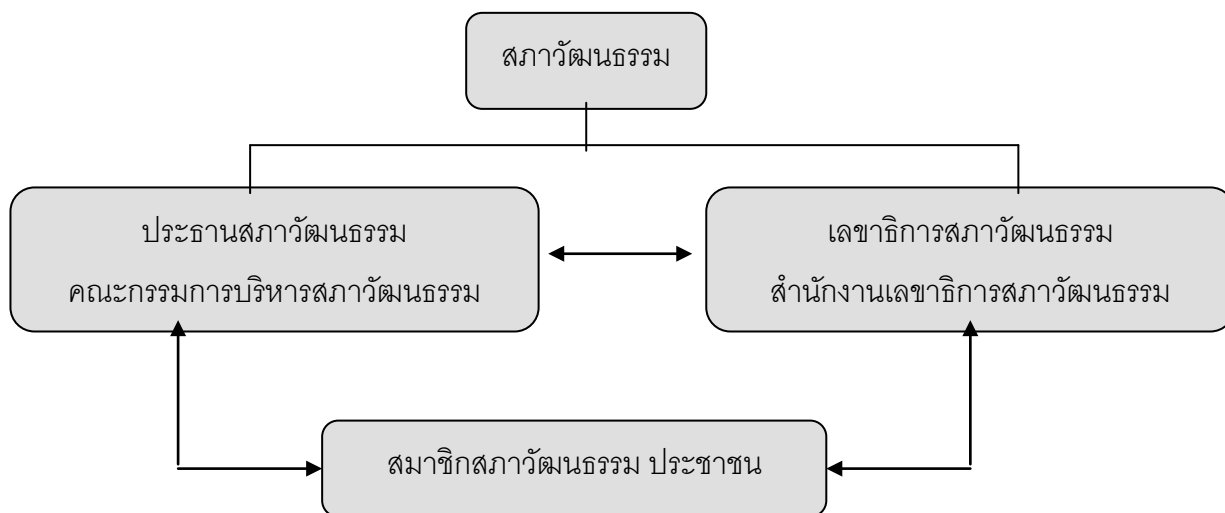 สภาวัฒนธรรม
ประธานสภาวัฒนธรรม
คณะกรรมการบริหารสภาวัฒนธรรม
เลขาธิการสภาวัฒนธรรม
สำนักงานเลขาธิการสภาวัฒนธรรม
สมาชิกสภาวัฒนธรรม ประชาชน